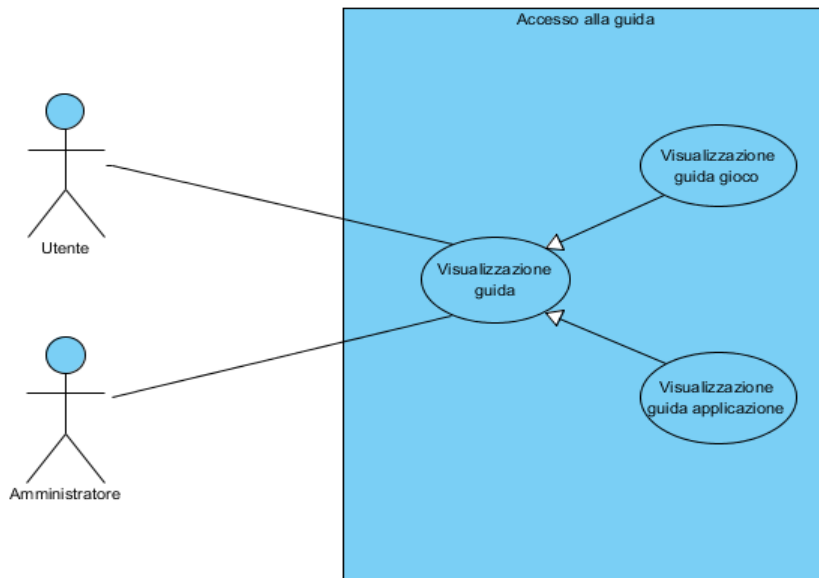 Accesso alla guida
Visualizzazione
guida gioco
Utente
Visualizzazione
guida
Visualizzazione
guida applicazione
Amministratore